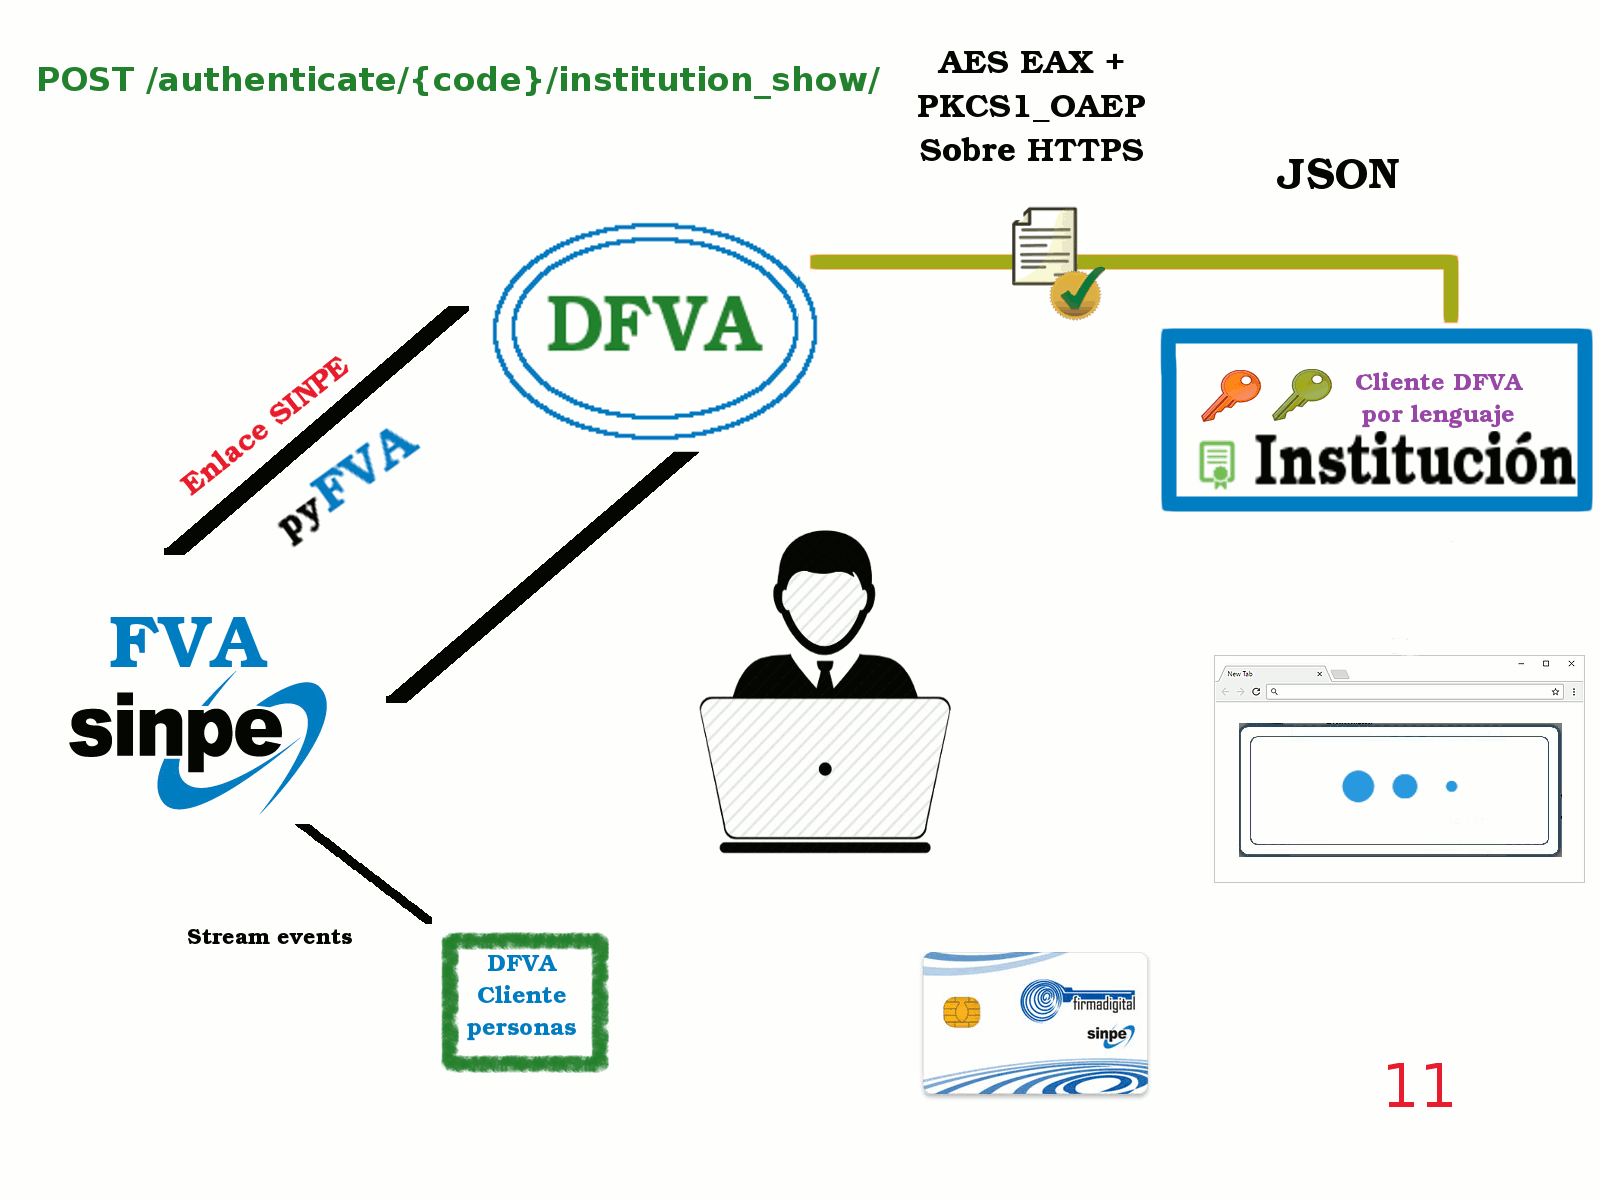 POST /authenticate/{code}/institution_show/
AES EAX +
PKCS1_OAEP
Sobre HTTPS
JSON
DFVA
Enlace SINPE
pyFVA
Cliente DFVA
por lenguaje
Institución
FVA
sinpe
New Tab
Stream events
DFVA
Cliente
personas
firmadigital
sinpe
11